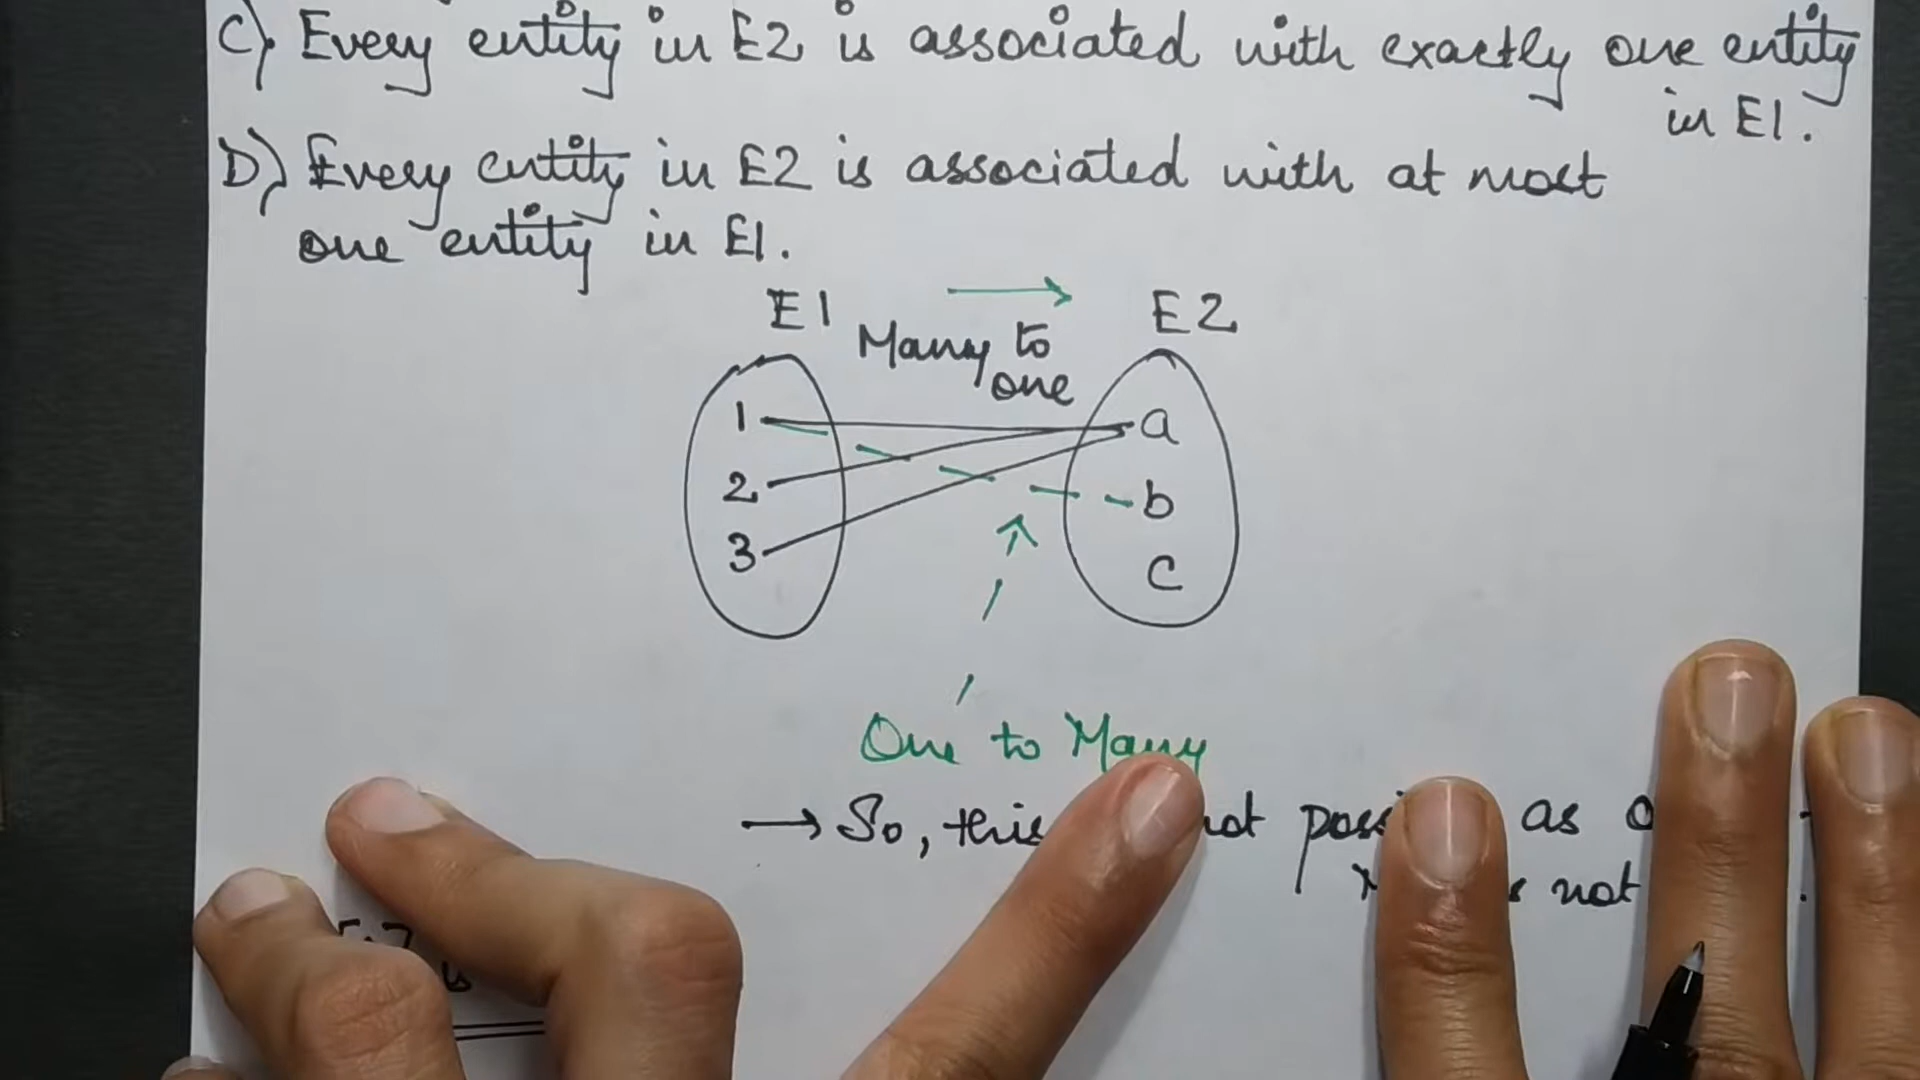 C) Every entity in E2 is associated with exactly one entity
in E1.
D) Every entity in E2 is associated with at most
one entity in E1.
E1 → E2
Many to
one
1 a
2 b
3 c
One to Many
→ So, this not as
not